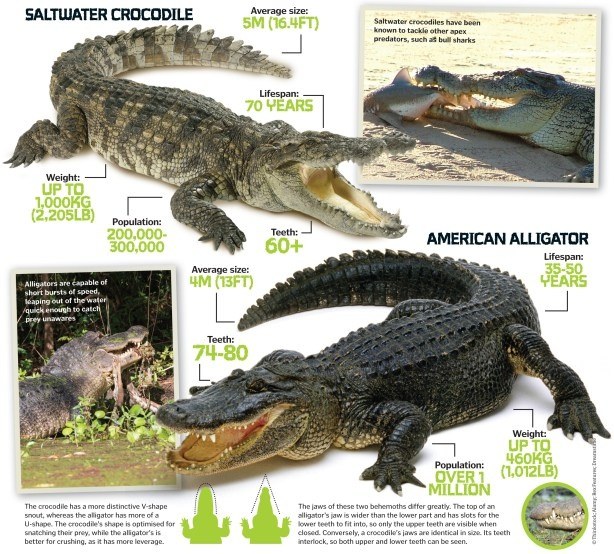 SALTWATER CROCODILE
Average size:
5M (16.4FT)
Lifespan:
70 YEARS
Weight:
UP TO
1,000KG
(2,205LB)
Population:
200,000-
300,000
Teeth:
60+
Saltwater crocodiles have been
known to tackle other apex
predators, such as bull sharks
AMERICAN ALLIGATOR
Average size:
4M (13FT)
Lifespan:
35-50
YEARS
Teeth:
74-80
Weight:
UP TO
460KG
(1,012LB)
Population:
OVER 1
MILLION
Alligators are capable of
short bursts of speed,
leaping out of the water
quick enough to catch
prey unawares
The crocodile has a more distinctive V-shape
snout, whereas the alligator has more of a
U-shape. The crocodile's shape is optimised for
snatching their prey, while the alligator's is
better for crushing, as it has more leverage.
The jaws of these two behemoths differ greatly. The top of an
alligator's jaw is wider than the lower part and has slots for the
lower teeth to fit into, so only the upper teeth are visible when
closed. Conversely, a crocodile's jaws are identical in size. Its teeth
interlock, so both upper and lower teeth can be seen.